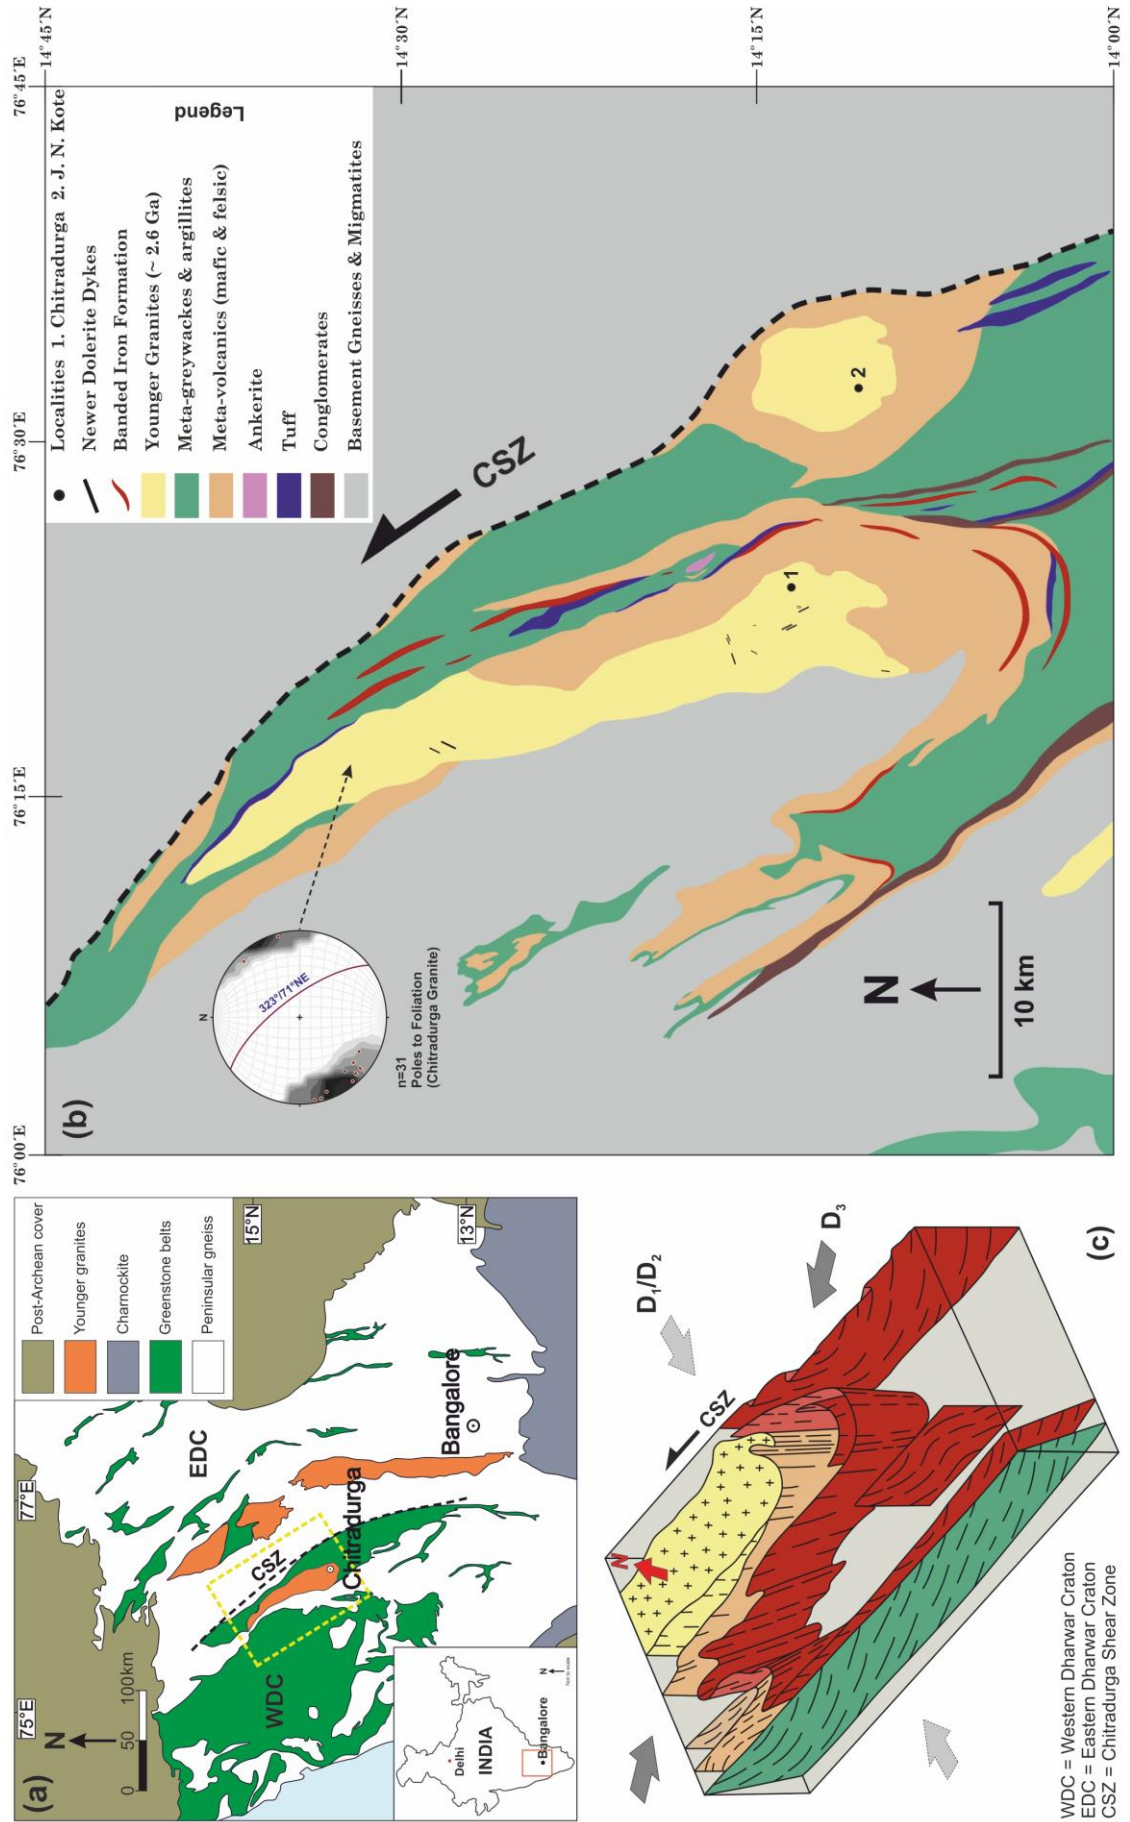 (a)
75°E
77°E
15°N
13°N
N
0
50
100km
WDC
EDC
CSZ
Chitradurga
Bangalore
Post-Archean cover
Younger granites
Charnockite
Greenstone belts
Peninsular gneiss
Delhi
INDIA
Bangalore
N
Not to scale
(b)
76°00´E
76°15´E
76°30´E
76°45´E
14°45´N
14°30´N
14°15´N
14°00´N
N
323°/71°NE
n=31
Poles to Foliation
(Chitradurga Granite)
CSZ
1
2
N
10 km
Legend
Localities 1. Chitradurga 2. J. N. Kote
Newer Dolerite Dykes
Banded Iron Formation
Younger Granites (~ 2.6 Ga)
Meta-greywackes & argillites
Meta-volcanics (mafic & felsic)
Ankerite
Tuff
Conglomerates
Basement Gneisses & Migmatites
(c)
N
CSZ
D1/D2
D3
WDC = Western Dharwar Craton
EDC = Eastern Dharwar Craton
CSZ = Chitradurga Shear Zone